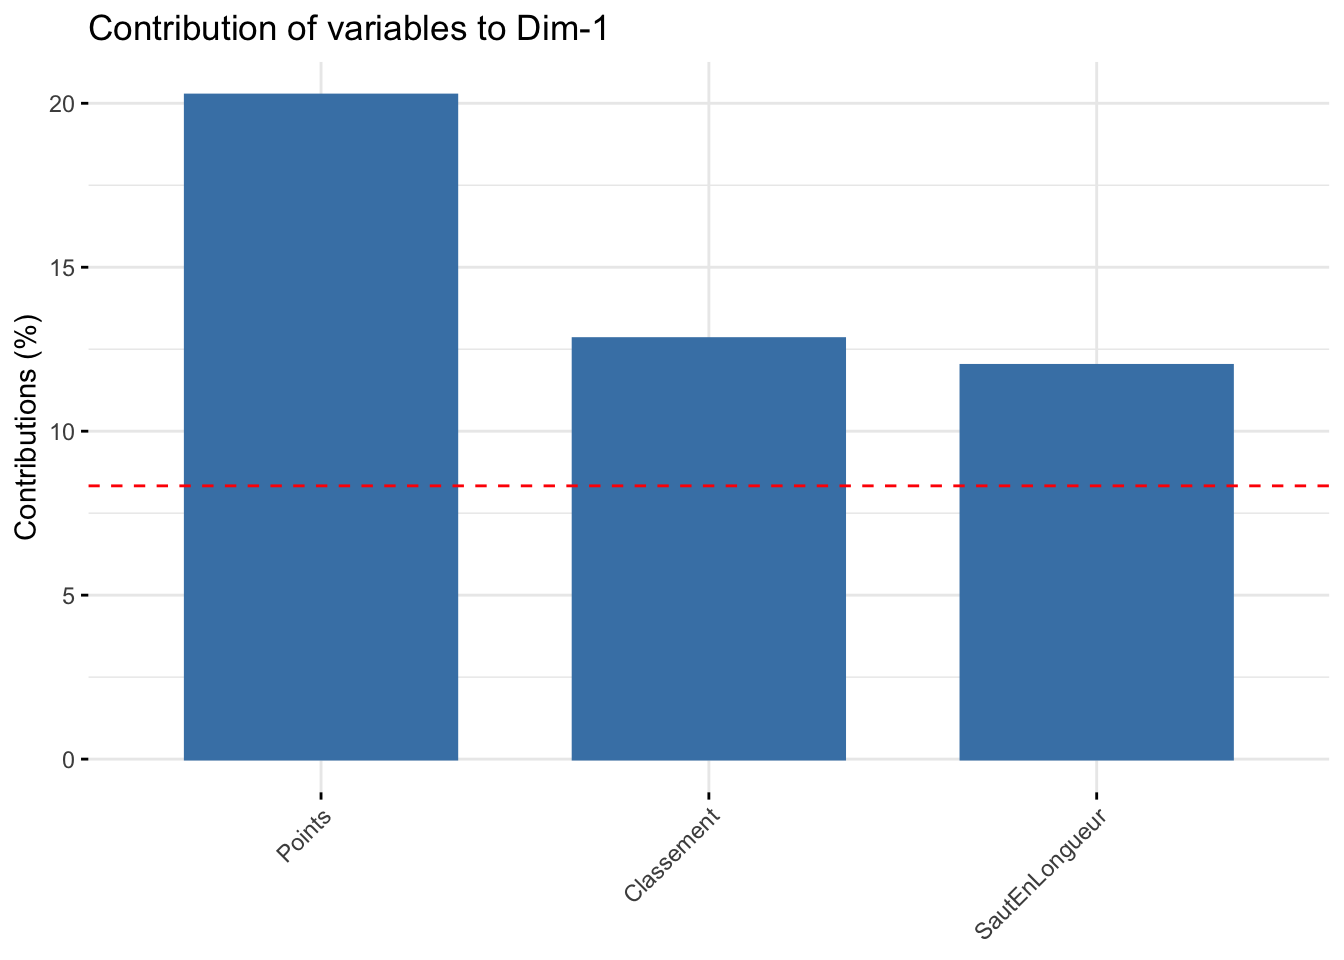 Contribution of variables to Dim-1
Contributions (%)
20
15
10
5
0
Points
Classement
SautEnLongueur